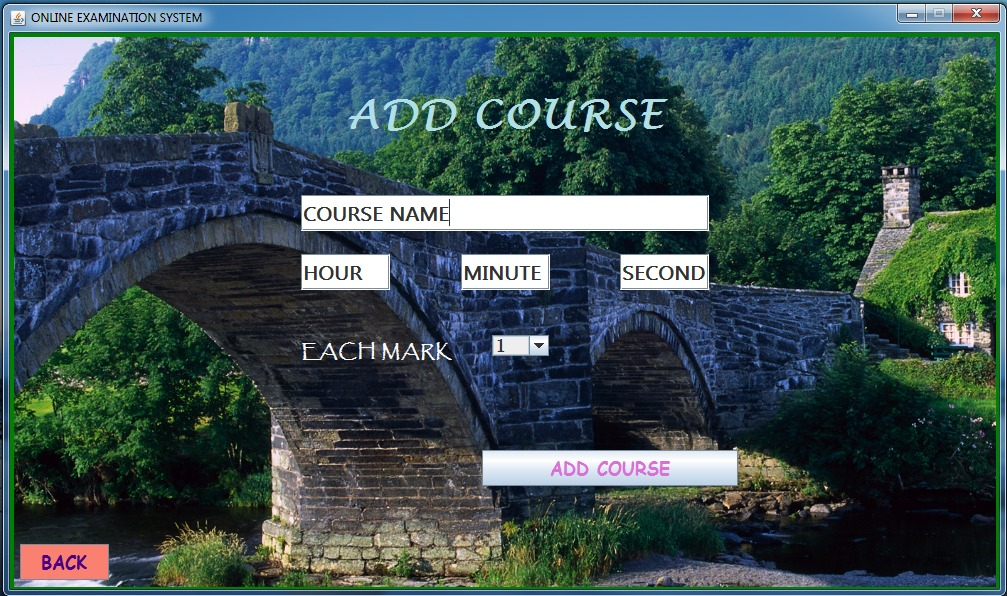 ONLINE EXAMINATION SYSTEM
ADD COURSE
COURSE NAME
HOUR MINUTE SECOND
EACH MARK 1
ADD COURSE
BACK